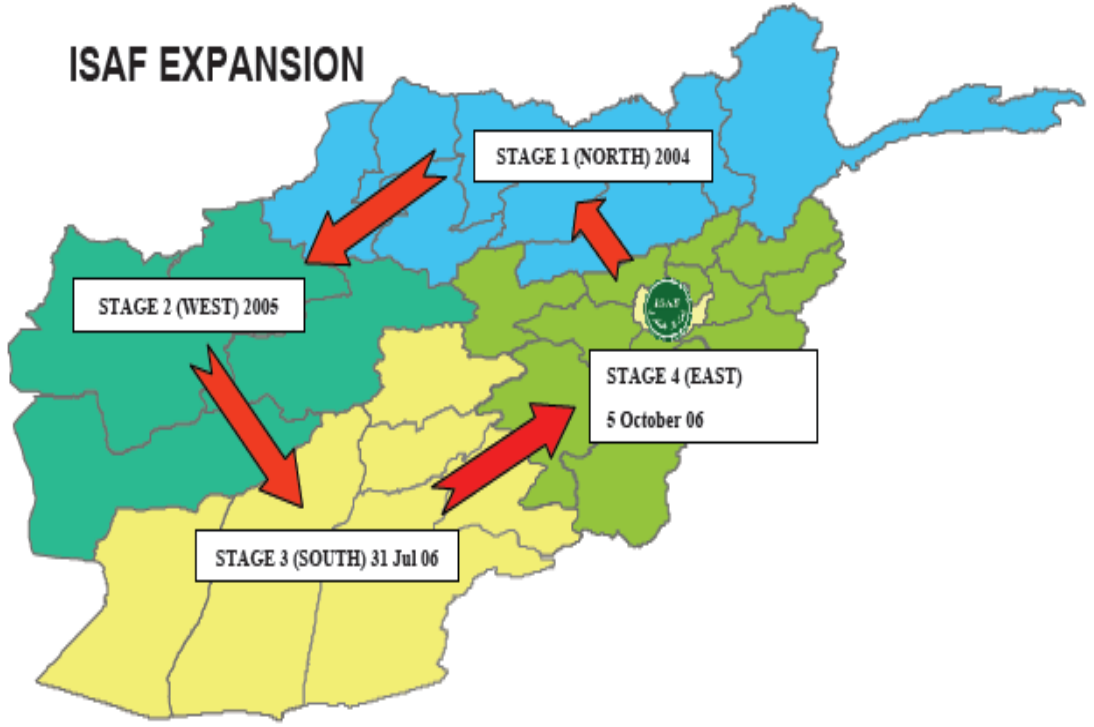 ISAF EXPANSION
STAGE 1 (NORTH) 2004
STAGE 2 (WEST) 2005
ISAF
STAGE 4 (EAST)
5 October 06
STAGE 3 (SOUTH) 31 Jul 06